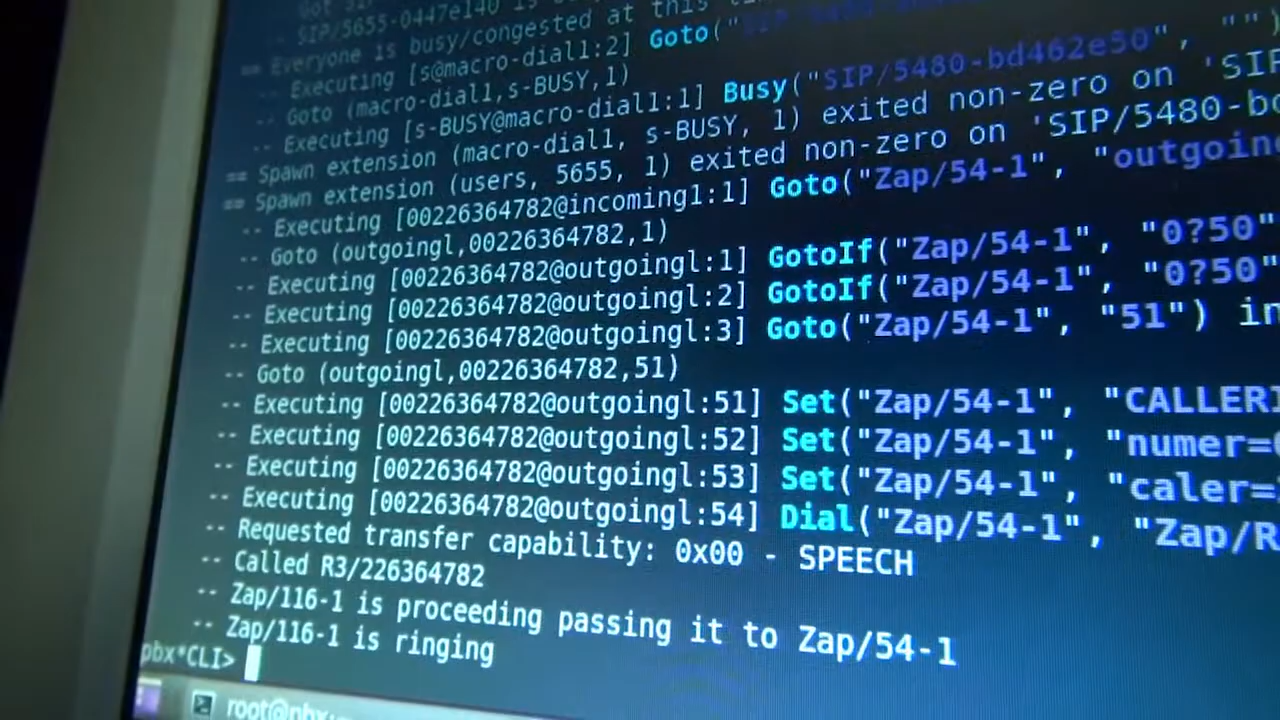 -- SIP/5655-0447e140 is
== Everyone is busy/congested at this
-- Executing [s@macro-dial1:2] Goto("SIP/5480-
-- Goto (macro-dial1,s-BUSY,1)
-- Executing [s-BUSY@macro-dial1:1] Busy("SIP/5480-bd462e50", "")
== Spawn extension (macro-dial1, s-BUSY, 1) exited non-zero on 'SIP
== Spawn extension (users, 5655, 1) exited non-zero on 'SIP/5480-bd
-- Executing [00226364782@incoming1:1] Goto("Zap/54-1", "outgoing
-- Goto (outgoingl,00226364782,1)
-- Executing [00226364782@outgoingl:1] GotoIf("Zap/54-1", "0?50"
-- Executing [00226364782@outgoingl:2] GotoIf("Zap/54-1", "0?50"
-- Executing [00226364782@outgoingl:3] Goto("Zap/54-1", "51") in
-- Goto (outgoingl,00226364782,51)
-- Executing [00226364782@outgoingl:51] Set("Zap/54-1", "CALLERI
-- Executing [00226364782@outgoingl:52] Set("Zap/54-1", "numer=
-- Executing [00226364782@outgoingl:53] Set("Zap/54-1", "caler=
-- Executing [00226364782@outgoingl:54] Dial("Zap/54-1", "Zap/R
-- Requested transfer capability: 0x00 - SPEECH
-- Called R3/226364782
-- Zap/116-1 is proceeding passing it to Zap/54-1
-- Zap/116-1 is ringing
pbx*CLI>
root@pbx: